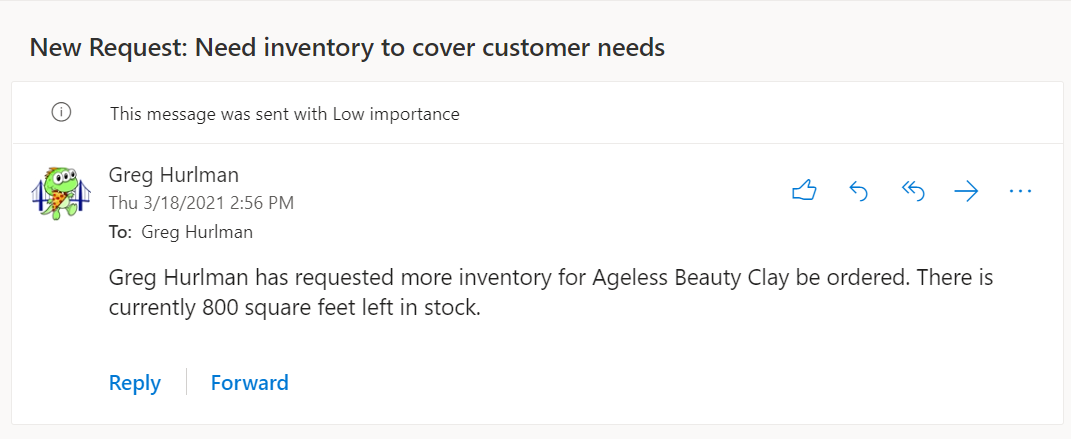 New Request: Need inventory to cover customer needs
This message was sent with Low importance
Greg Hurlman
Thu 3/18/2021 2:56 PM
To: Greg Hurlman
Greg Hurlman has requested more inventory for Ageless Beauty Clay be ordered. There is
currently 800 square feet left in stock.
Reply Forward